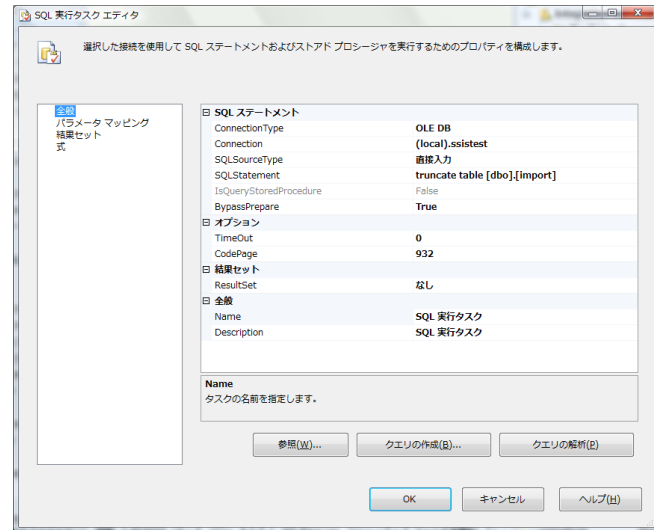 SQL 実行タスク エディタ
選択した接続を使用して SQL ステートメントおよびストアド プロシージャを実行するためのプロパティを構成します。
全般
パラメータ マッピング
結果セット
式
SQL ステートメント
ConnectionType OLE DB
Connection (local).ssistest
SQLSourceType 直接入力
SQLStatement truncate table [dbo].[import]
IsQueryStoredProcedure False
BypassPrepare True
オプション
TimeOut 0
CodePage 932
結果セット
ResultSet なし
全般
Name SQL 実行タスク
Description SQL 実行タスク
Name
タスクの名前を指定します。
参照(W)... クエリの作成(B)... クエリの解析(P)
OK キャンセル ヘルプ(H)